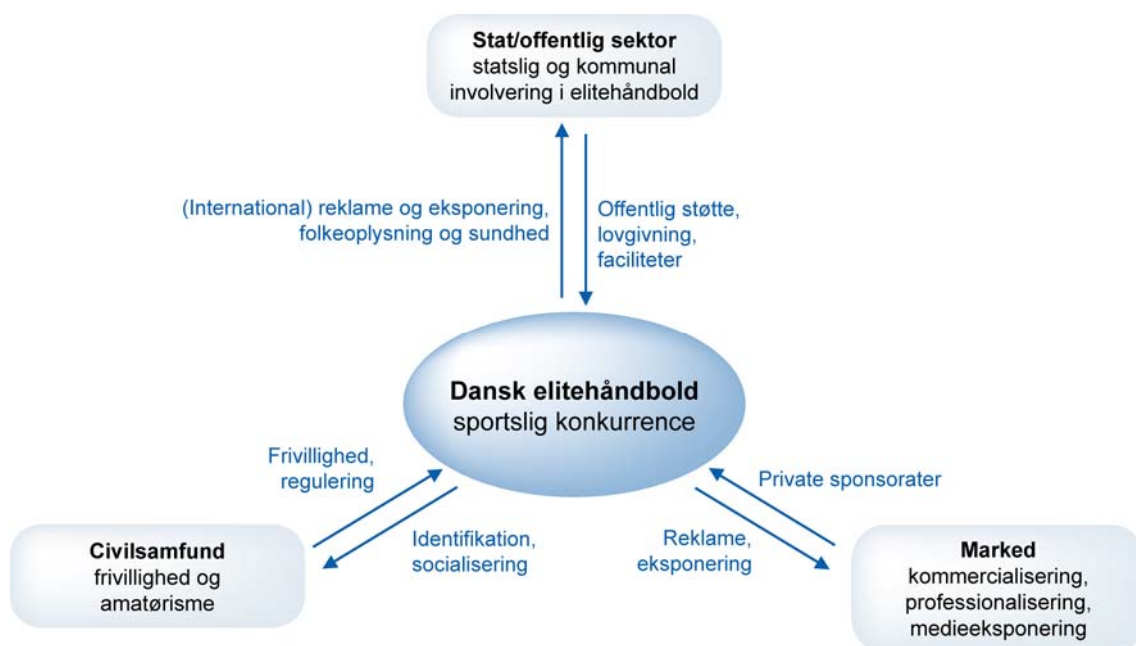 Stat/offentlig sektor
statslig og kommunal
involvering i elitehåndbold
(International) reklame og eksponering,
folkeoplysning og sundhed
Offentlig støtte,
lovgivning,
faciliteter
Dansk elitehåndbold
sportslig konkurrence
Frivillighed,
regulering
Identifikation,
socialisering
Private sponsorater
Reklame,
eksponering
Civilsamfund
frivillighed og
amatørisme
Marked
kommercialisering,
professionalisering,
medieeksponering